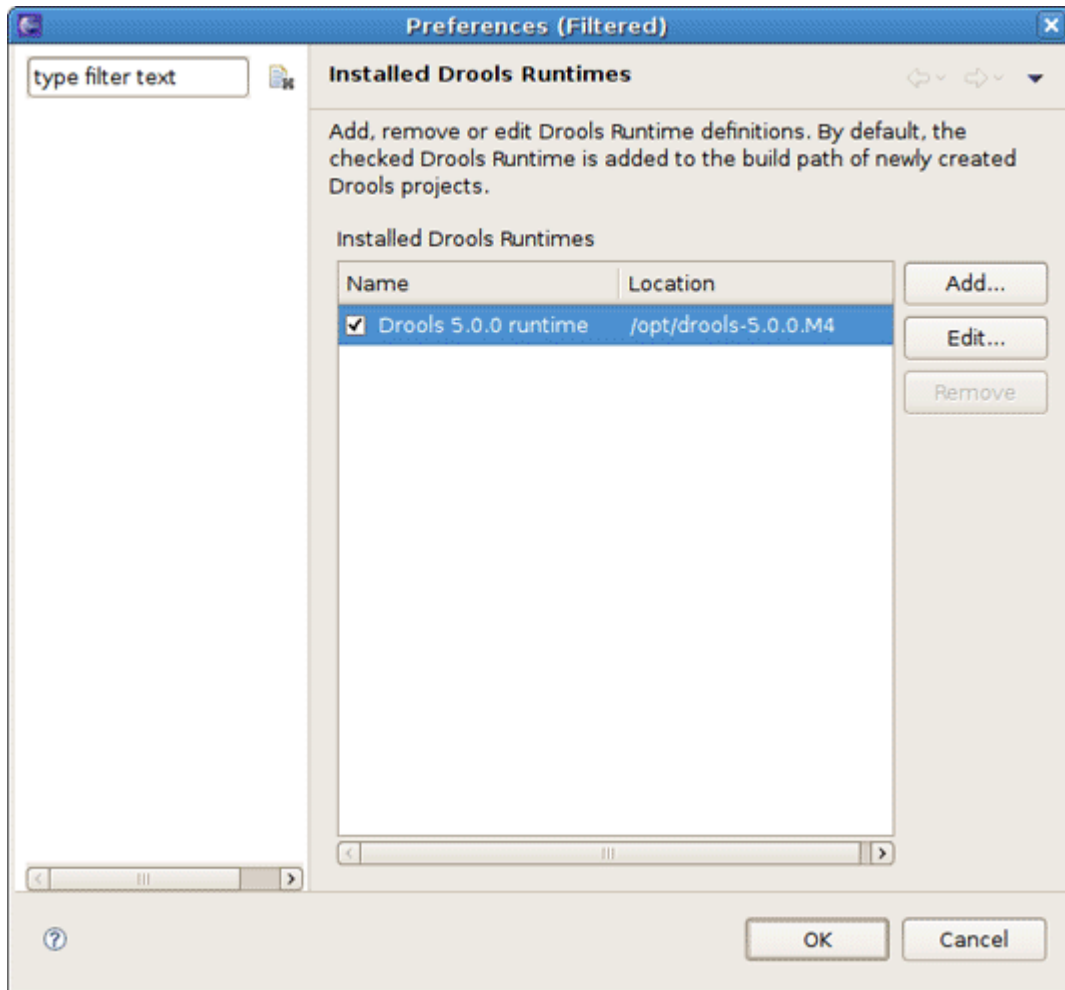 Preferences (Filtered)
type filter text
Installed Drools Runtimes
Add, remove or edit Drools Runtime definitions. By default, the
checked Drools Runtime is added to the build path of newly created
Drools projects.
Installed Drools Runtimes
Name Location
Drools 5.0.0 runtime /opt/drools-5.0.0.M4
Add...
Edit...
Remove
OK Cancel